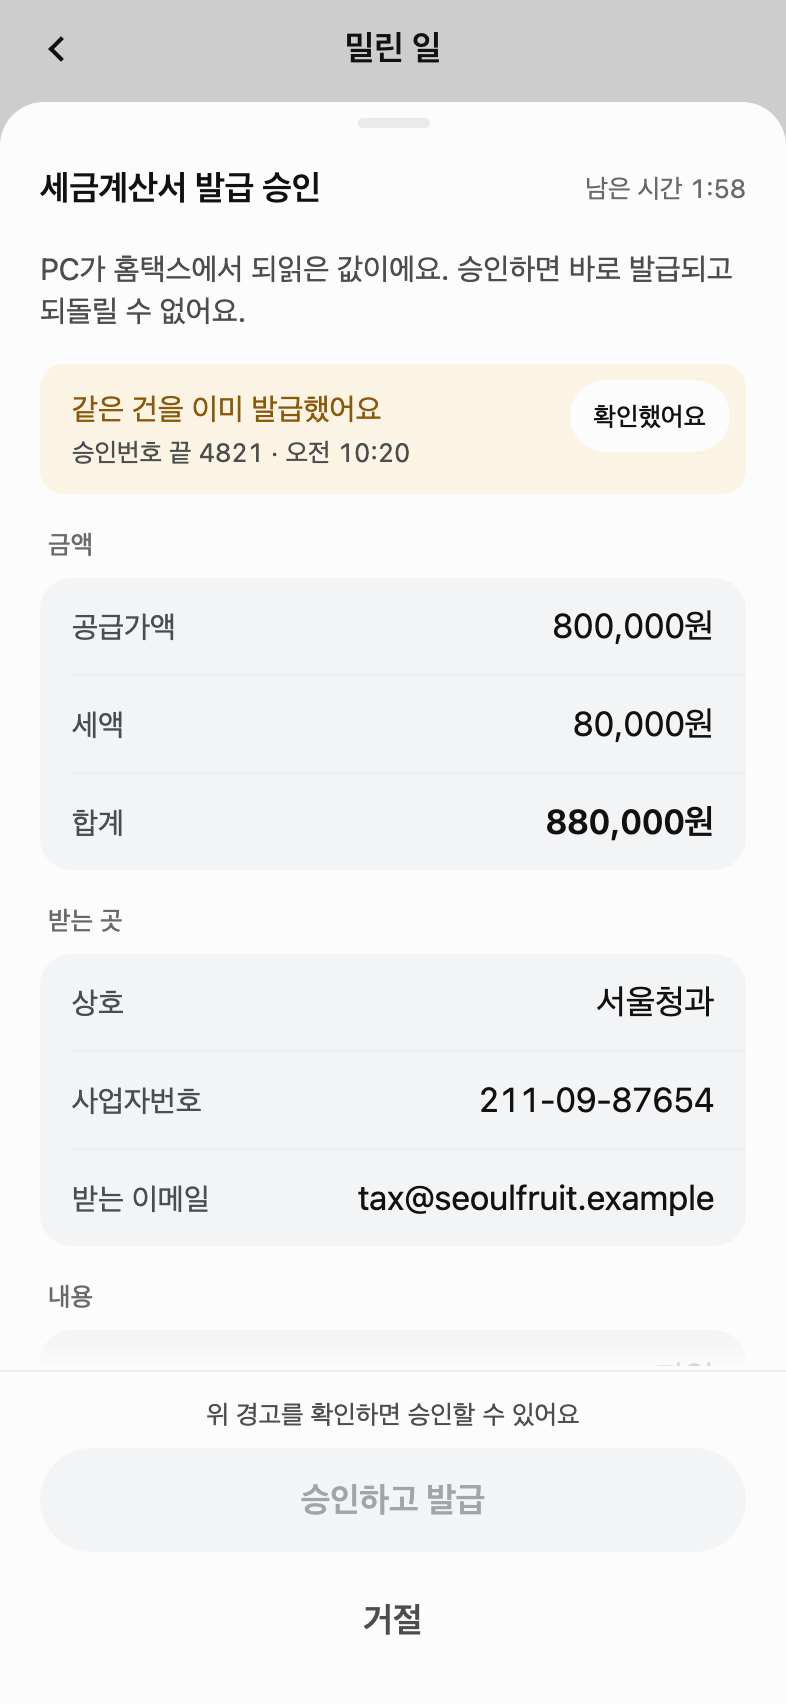 밀린 일
세금계산서 발급 승인
남은 시간 1:58
PC가 홈택스에서 되읽은 값이에요. 승인하면 바로 발급되고
되돌릴 수 없어요.
같은 건을 이미 발급했어요
확인했어요
승인번호 끝 4821 · 오전 10:20
금액
공급가액 800,000원
세액 80,000원
합계 880,000원
받는 곳
상호 서울청과
사업자번호 211-09-87654
받는 이메일 tax@seoulfruit.example
내용
위 경고를 확인하면 승인할 수 있어요
승인하고 발급
거절